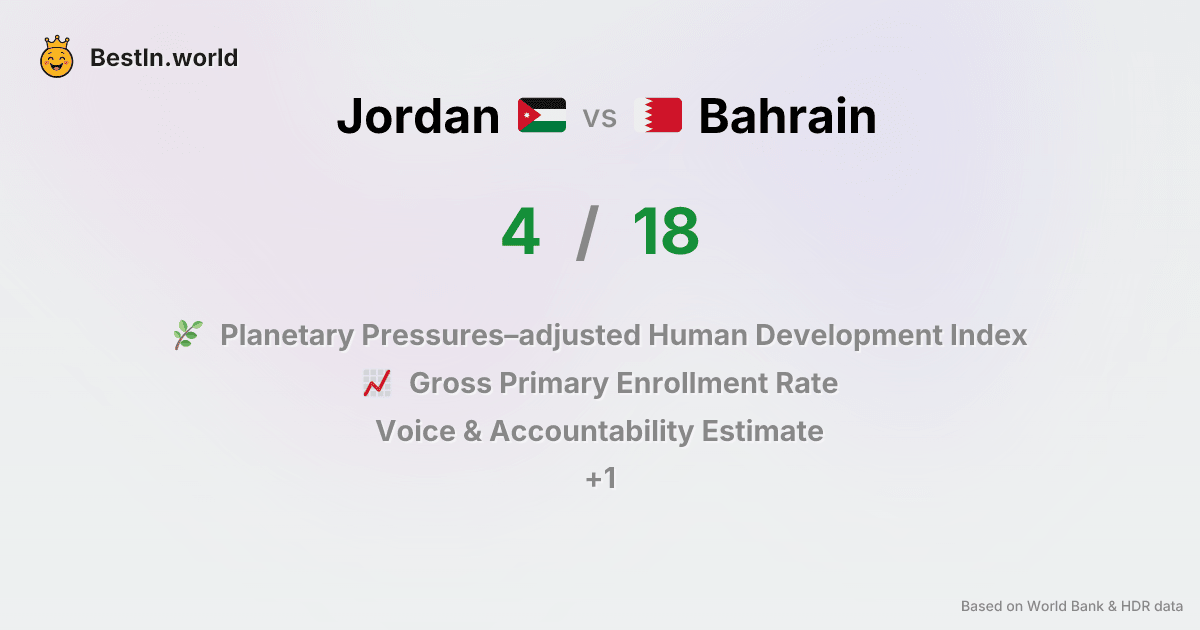 BestIn.world
Jordan vs Bahrain
4 / 18
Planetary Pressures–adjusted Human Development Index
Gross Primary Enrollment Rate
Voice & Accountability Estimate
+1
Based on World Bank & HDR data